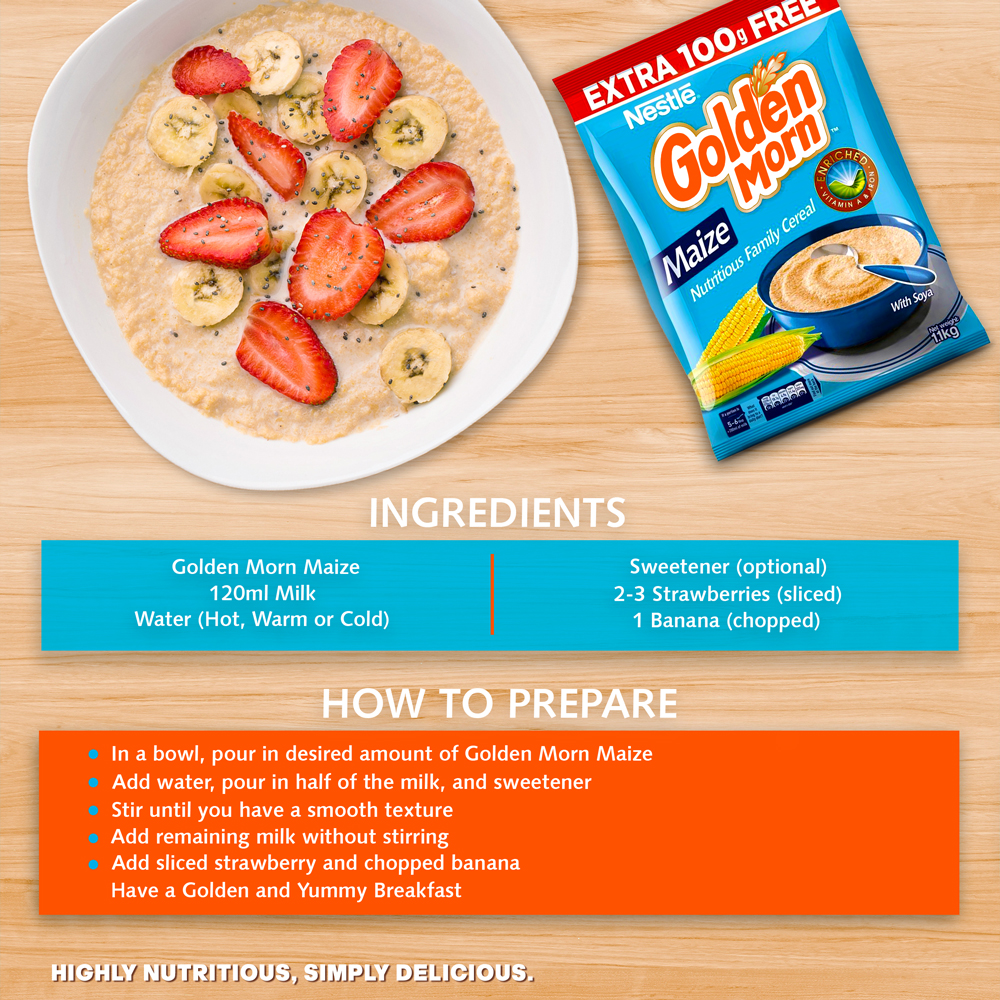 EXTRA 100g FREE
Nestlé
Golden
Morn™
ENRICHED
VITAMIN A & IRON
Maize
Nutritious Family Cereal
With Soya
Net weight
1.1kg
INGREDIENTS
Golden Morn Maize
120ml Milk
Water (Hot, Warm or Cold)
Sweetener (optional)
2-3 Strawberries (sliced)
1 Banana (chopped)
HOW TO PREPARE
• In a bowl, pour in desired amount of Golden Morn Maize
• Add water, pour in half of the milk, and sweetener
• Stir until you have a smooth texture
• Add remaining milk without stirring
• Add sliced strawberry and chopped banana
Have a Golden and Yummy Breakfast
HIGHLY NUTRITIOUS, SIMPLY DELICIOUS.